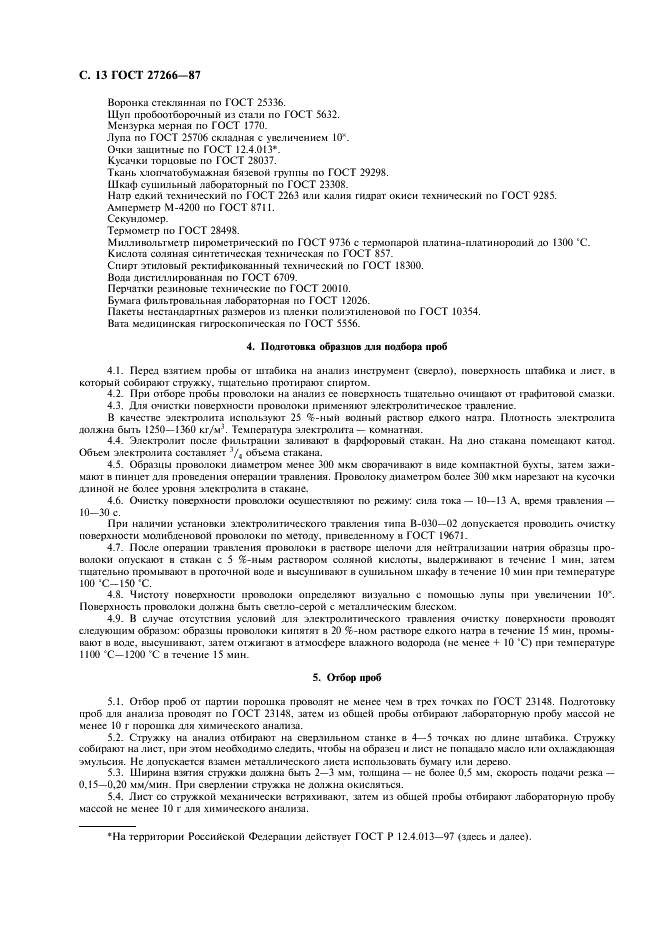 С. 13 ГОСТ 27266—87
Воронка стеклянная по ГОСТ 25336.
Щуп пробоотборочный из стали по ГОСТ 5632.
Мензурка мерная по ГОСТ 1770.
Лупа по ГОСТ 25706 складная с увеличением 10ˣ.
Очки защитные по ГОСТ 12.4.013*.
Кусачки торцовые по ГОСТ 28037.
Ткань хлопчатобумажная бязевой группы по ГОСТ 29298.
Шкаф сушильный лабораторный по ГОСТ 23308.
Натр едкий технический по ГОСТ 2263 или калия гидрат окиси технический по ГОСТ 9285.
Амперметр М-4200 по ГОСТ 8711.
Секундомер.
Термометр по ГОСТ 28498.
Милливольтметр пирометрический по ГОСТ 9736 с термопарой платина-платинородий до 1300 °С.
Кислота соляная синтетическая техническая по ГОСТ 857.
Спирт этиловый ректификованный технический по ГОСТ 18300.
Вода дистиллированная по ГОСТ 6709.
Перчатки резиновые технические по ГОСТ 20010.
Бумага фильтровальная лабораторная по ГОСТ 12026.
Пакеты нестандартных размеров из пленки полиэтиленовой по ГОСТ 10354.
Вата медицинская гигроскопическая по ГОСТ 5556.
4. Подготовка образцов для подбора проб
4.1. Перед взятием пробы от штабика на анализ инструмент (сверло), поверхность штабика и лист, в
который собирают стружку, тщательно протирают спиртом.
4.2. При отборе пробы проволоки на анализ ее поверхность тщательно очищают от графитовой смазки.
4.3. Для очистки поверхности проволоки применяют электролитическое травление.
В качестве электролита используют 25 %-ный водный раствор едкого натра. Плотность электролита
должна быть 1250—1360 кг/м³. Температура электролита — комнатная.
4.4. Электролит после фильтрации заливают в фарфоровый стакан. На дно стакана помещают катод.
Объем электролита составляет 3/4 объема стакана.
4.5. Образцы проволоки диаметром менее 300 мкм сворачивают в виде компактной бухты, затем зажи-
мают в пинцет для проведения операции травления. Проволоку диаметром более 300 мкм нарезают на кусочки
длиной не более уровня электролита в стакане.
4.6. Очистку поверхности проволоки осуществляют по режиму: сила тока — 10—13 А, время травления —
10—30 с.
При наличии установки электролитического травления типа В-030—02 допускается проводить очистку
поверхности молибденовой проволоки по методу, приведенному в ГОСТ 19671.
4.7. После операции травления проволоки в растворе щелочи для нейтрализации натрия образцы про-
волоки опускают в стакан с 5 %-ным раствором соляной кислоты, выдерживают в течение 1 мин, затем
тщательно промывают в проточной воде и высушивают в сушильном шкафу в течение 10 мин при температуре
100 °С—150 °С.
4.8. Чистоту поверхности проволоки определяют визуально с помощью лупы при увеличении 10ˣ.
Поверхность проволоки должна быть светло-серой с металлическим блеском.
4.9. В случае отсутствия условий для электролитического травления очистку поверхности проводят
следующим образом: образцы проволоки кипятят в 20 %-ном растворе едкого натра в течение 15 мин, промы-
вают в воде, высушивают, затем отжигают в атмосфере влажного водорода (не менее + 10 °С) при температуре
1100 °С—1200 °С в течение 15 мин.
5. Отбор проб
5.1. Отбор проб от партии порошка проводят не менее чем в трех точках по ГОСТ 23148. Подготовку
проб для анализа проводят по ГОСТ 23148, затем из общей пробы отбирают лабораторную пробу массой не
менее 10 г порошка для химического анализа.
5.2. Стружку на анализ отбирают на сверлильном станке в 4—5 точках по длине штабика. Стружку
собирают на лист, при этом необходимо следить, чтобы на образец и лист не попадало масло или охлаждающая
эмульсия. Не допускается взамен металлического листа использовать бумагу или дерево.
5.3. Ширина взятия стружки должна быть 2—3 мм, толщина — не более 0,5 мм, скорость подачи резка —
0,15—0,20 мм/мин. При сверлении стружка не должна окисляться.
5.4. Лист со стружкой механически встряхивают, затем из общей пробы отбирают лабораторную пробу
массой не менее 10 г для химического анализа.
*На территории Российской Федерации действует ГОСТ Р 12.4.013—97 (здесь и далее).